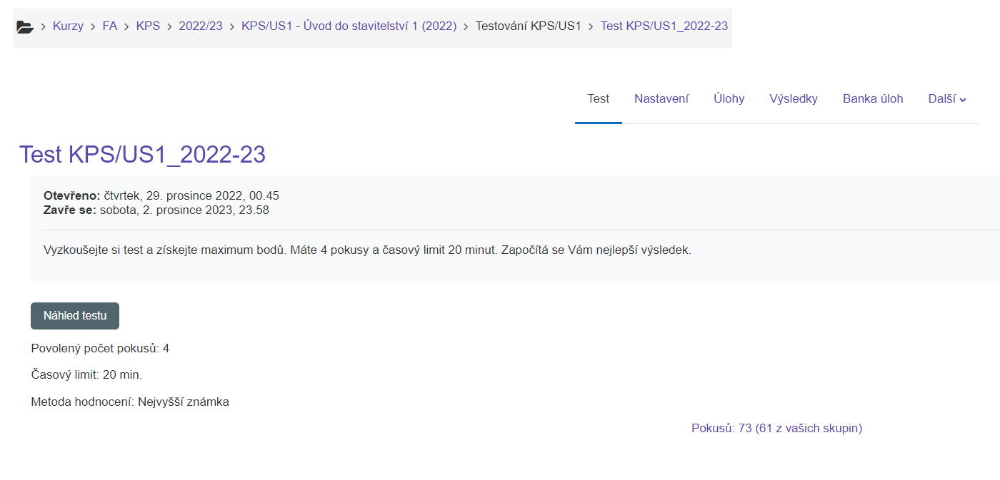 > Kurzy > FA > KPS > 2022/23 > KPS/US1 - Úvod do stavitelství 1 (2022) > Testování KPS/US1 > Test KPS/US1_2022-23
Test Nastavení Úlohy Výsledky Banka úloh Další
Test KPS/US1_2022-23
Otevřeno: čtvrtek, 29. prosince 2022, 00.45
Zavře se: sobota, 2. prosince 2023, 23.58
Vyzkoušejte si test a získejte maximum bodů. Máte 4 pokusy a časový limit 20 minut. Započítá se Vám nejlepší výsledek.
Náhled testu
Povolený počet pokusů: 4
Časový limit: 20 min.
Metoda hodnocení: Nejvyšší známka
Pokusů: 73 (61 z vašich skupin)